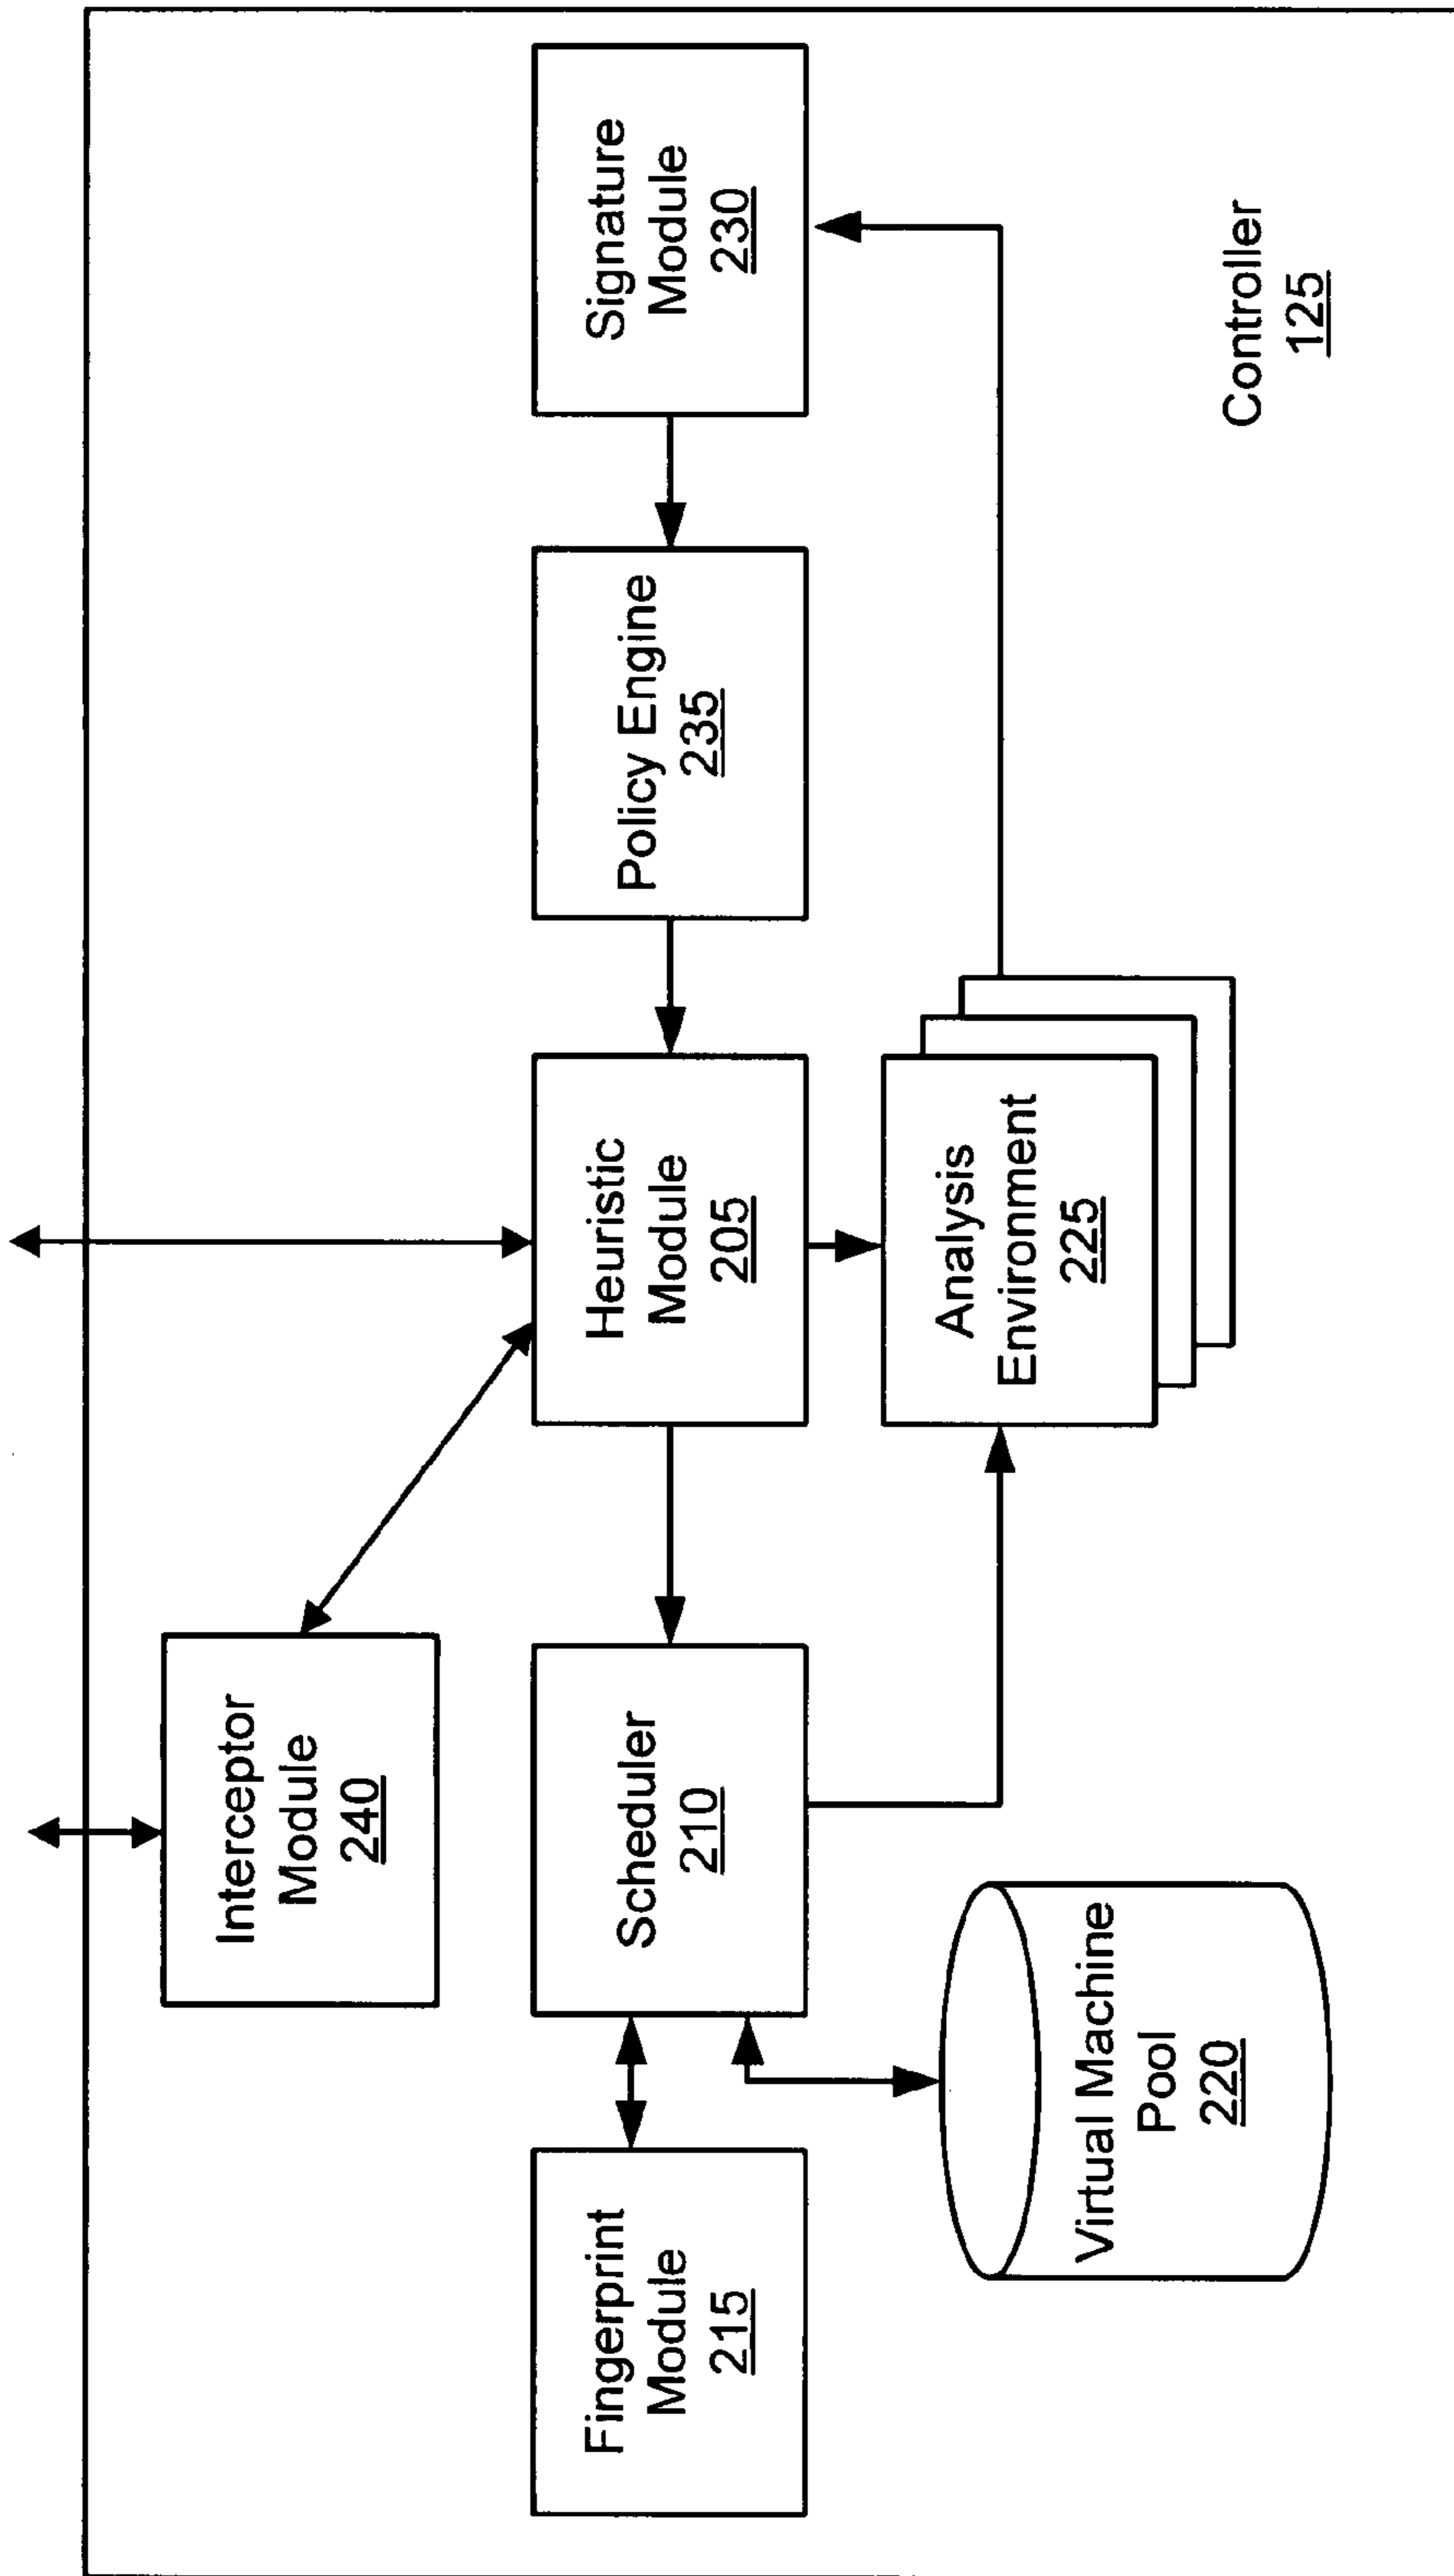 Interceptor
Module
240
Fingerprint
Module
215
Scheduler
210
Heuristic
Module
205
Policy Engine
235
Signature
Module
230
Virtual Machine
Pool
220
Analysis
Environment
225
Controller
125